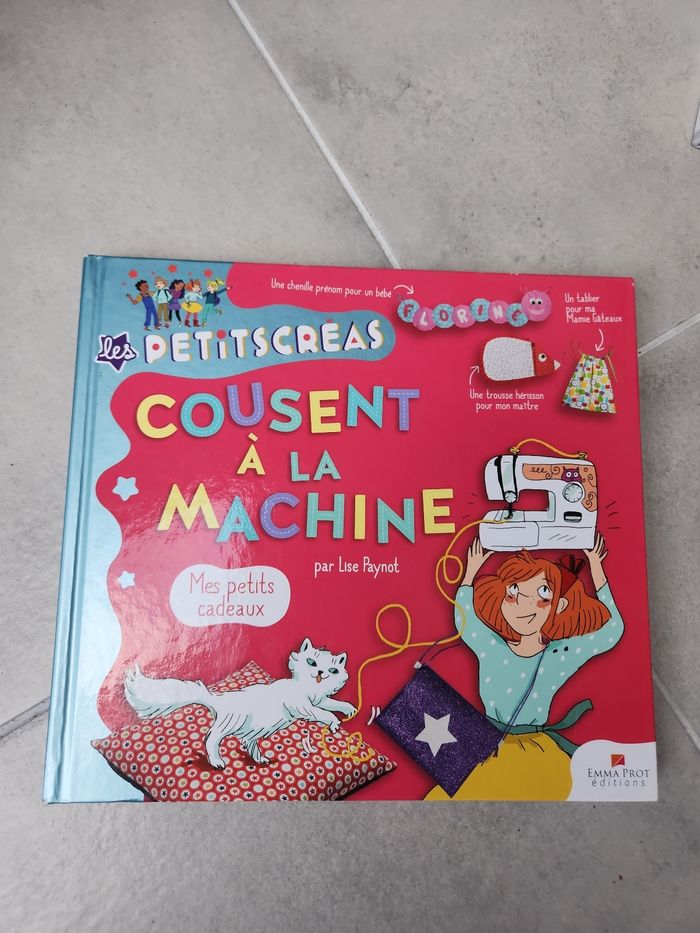 Une chenille prénom pour un bébé
FLORINE
Un tablier
pour ma
Mamie Gâteaux
les PETITSCRÉAS
Une trousse hérisson
pour mon maître
COUSENT
À LA
MACHINE
par Lise Paynot
Mes petits
cadeaux
EMMA PROT
éditions